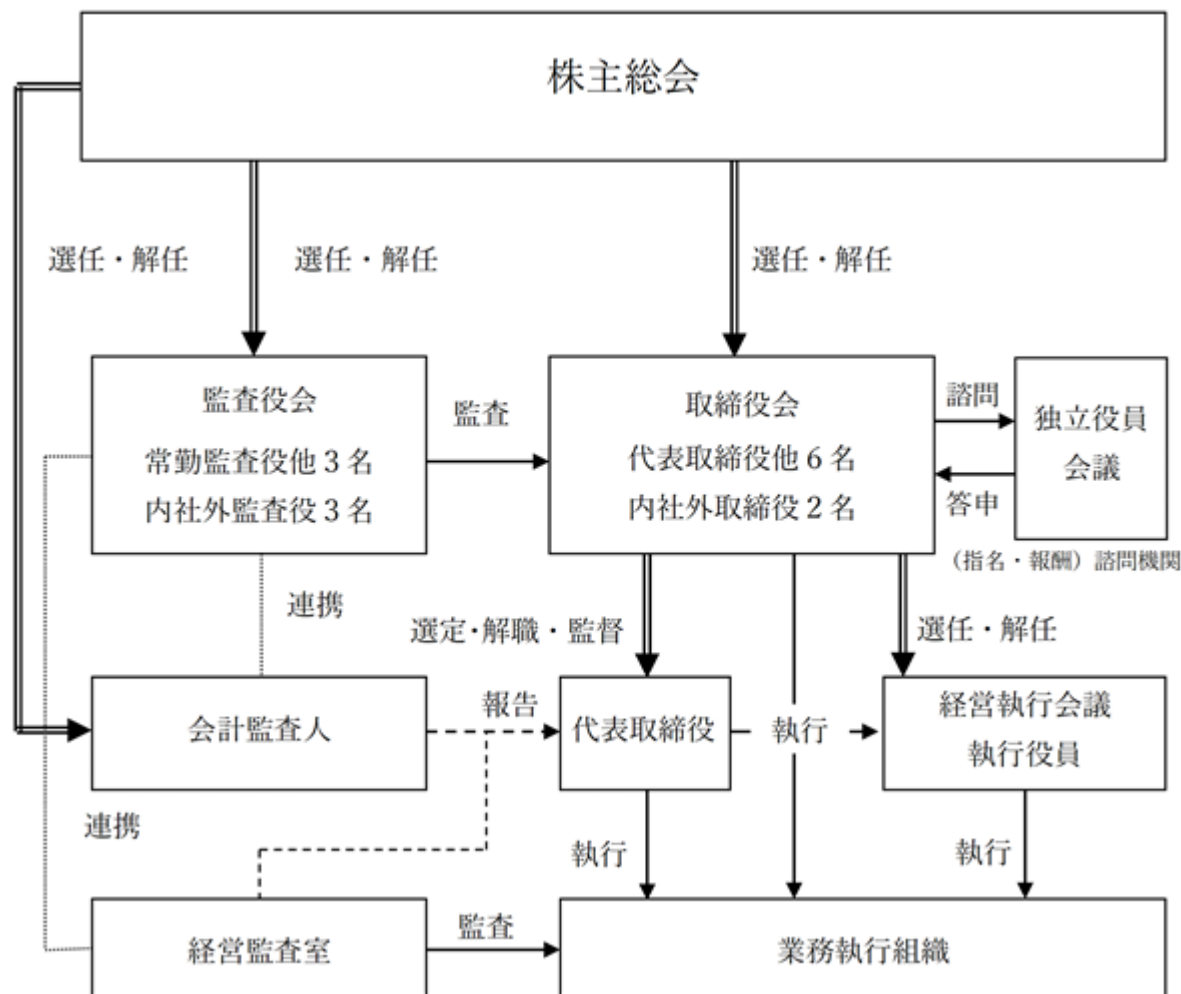 株主総会
選任・解任
選任・解任
選任・解任
監査役会
常勤監査役他 3 名
内社外監査役 3 名
監査
取締役会
代表取締役他 6 名
内社外取締役 2 名
諮問
答申
独立役員
会議
(指名・報酬) 諮問機関
連携
選定・解職・監督
選任・解任
会計監査人
報告
代表取締役
執行
経営執行会議
執行役員
連携
執行
執行
経営監査室
監査
業務執行組織